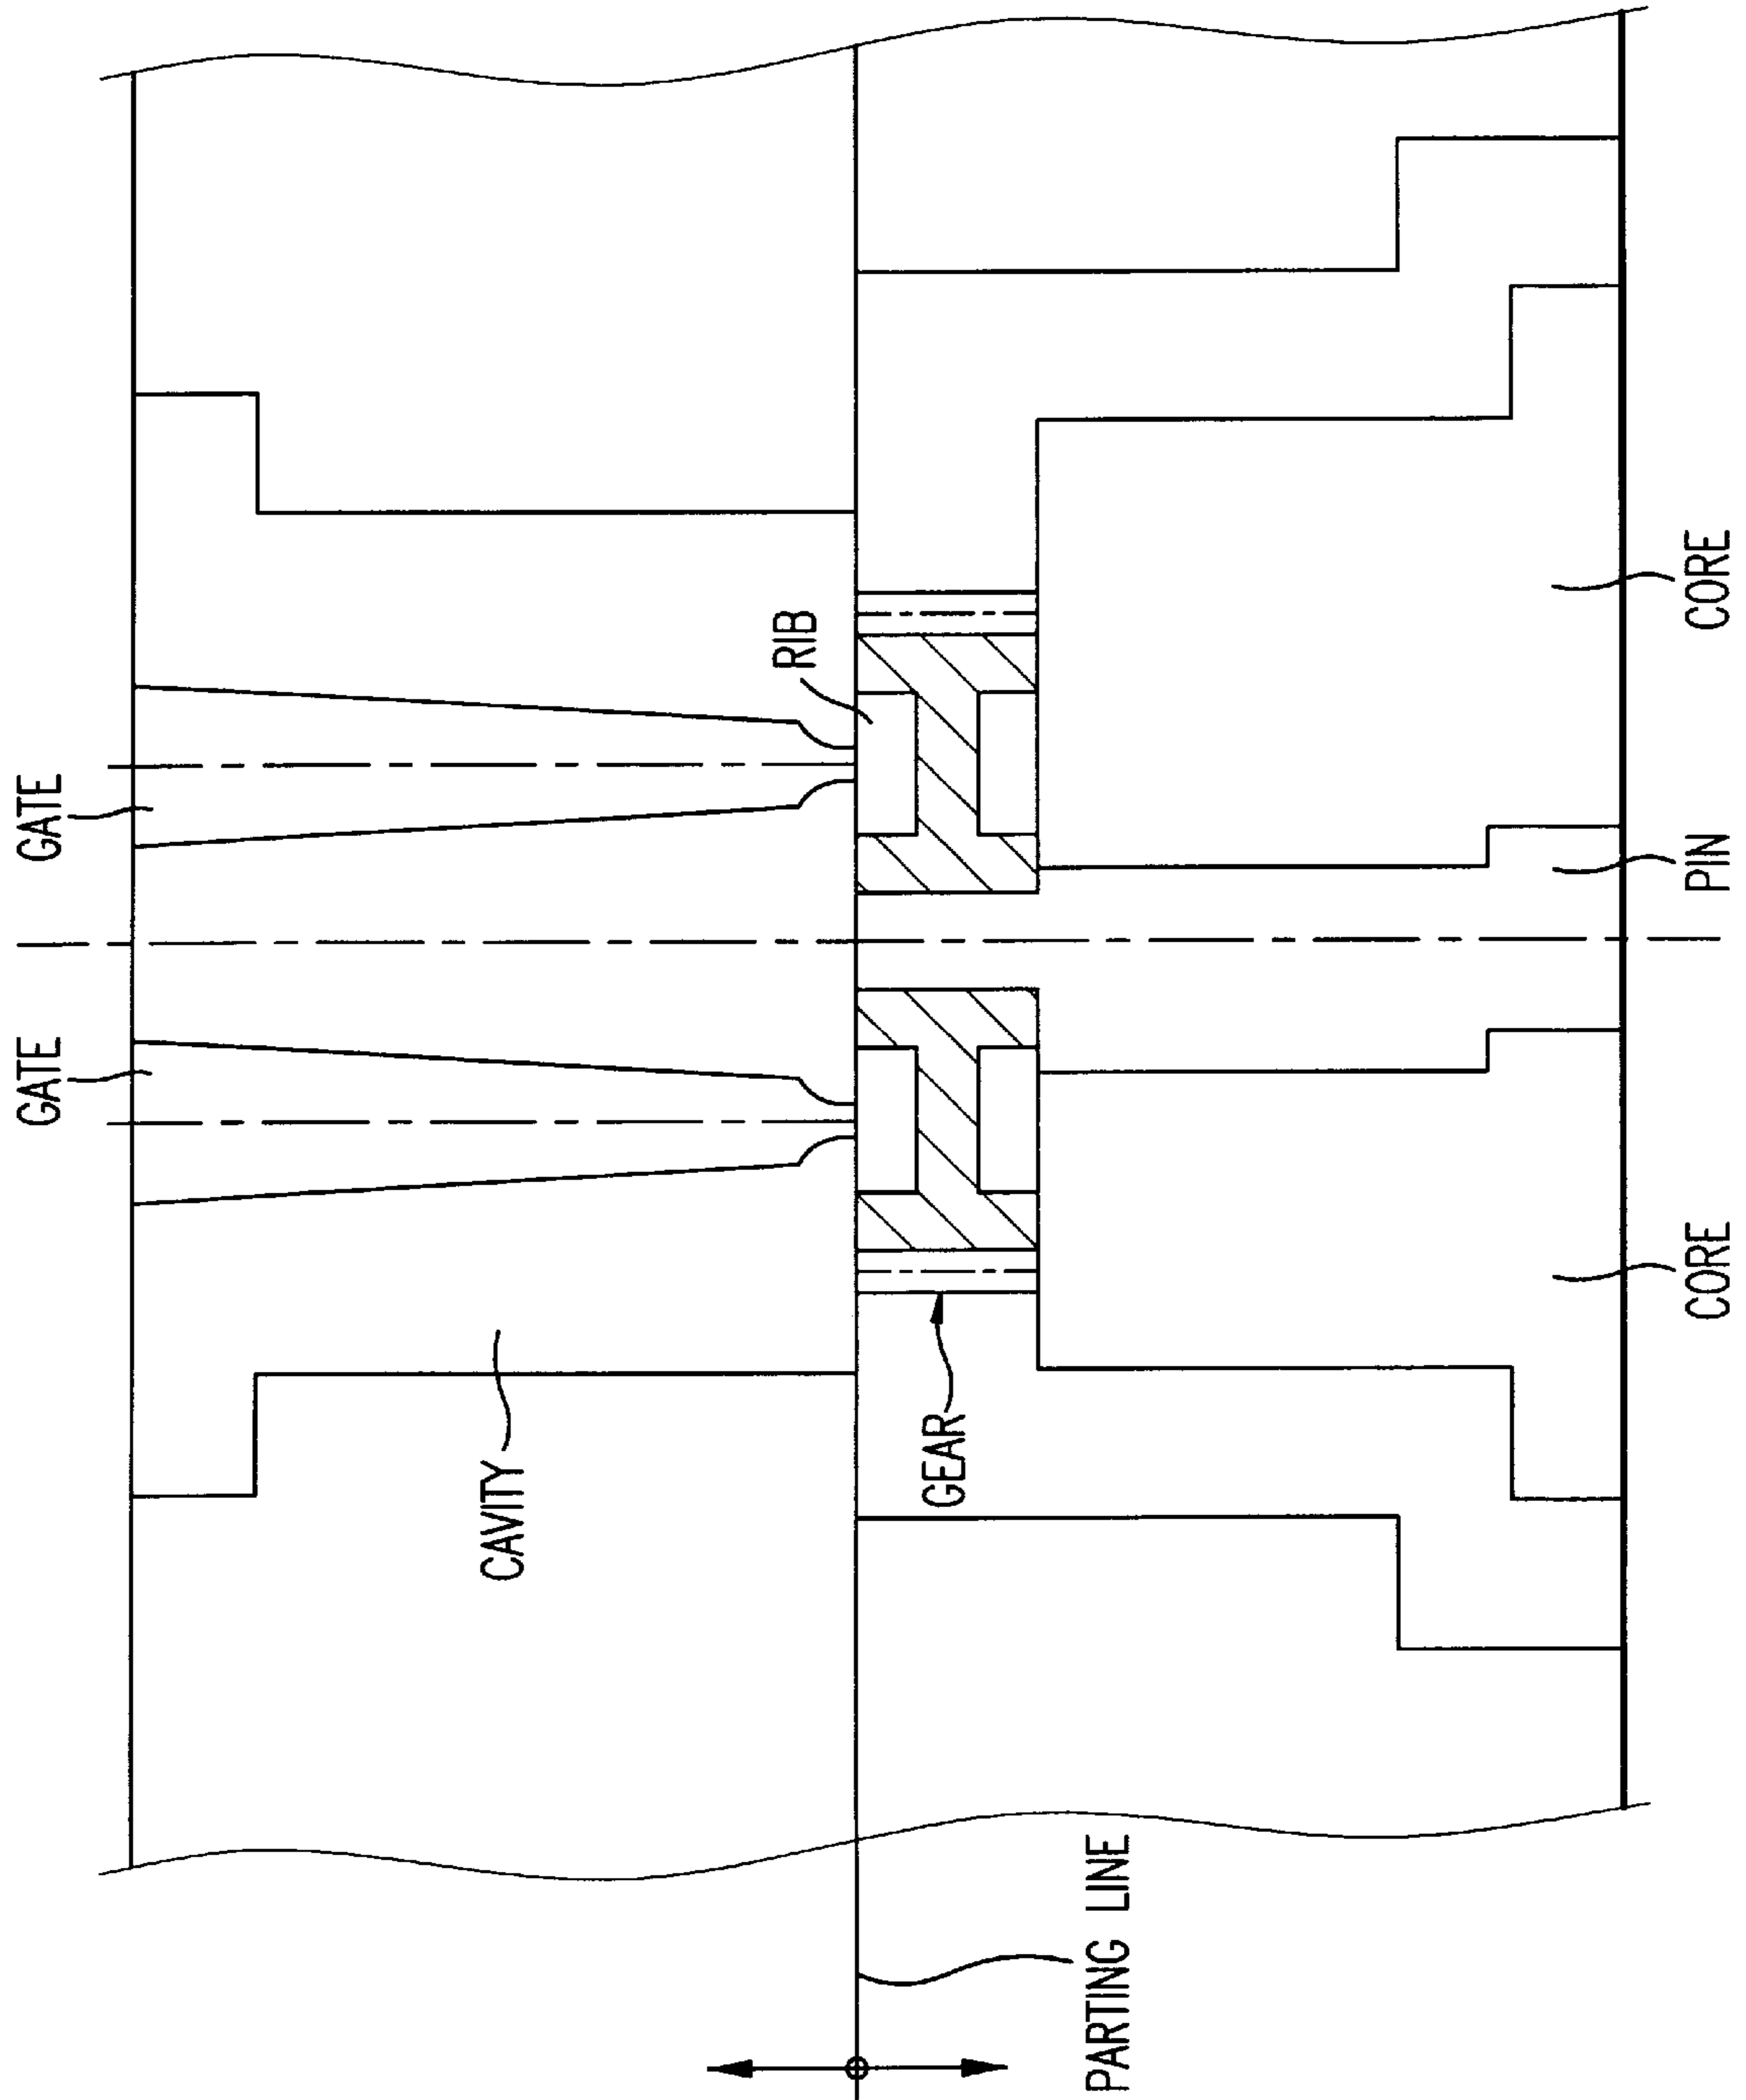 GATE
GATE
RIB
CAVITY
GEAR
PARTING LINE
CORE
PIN
CORE